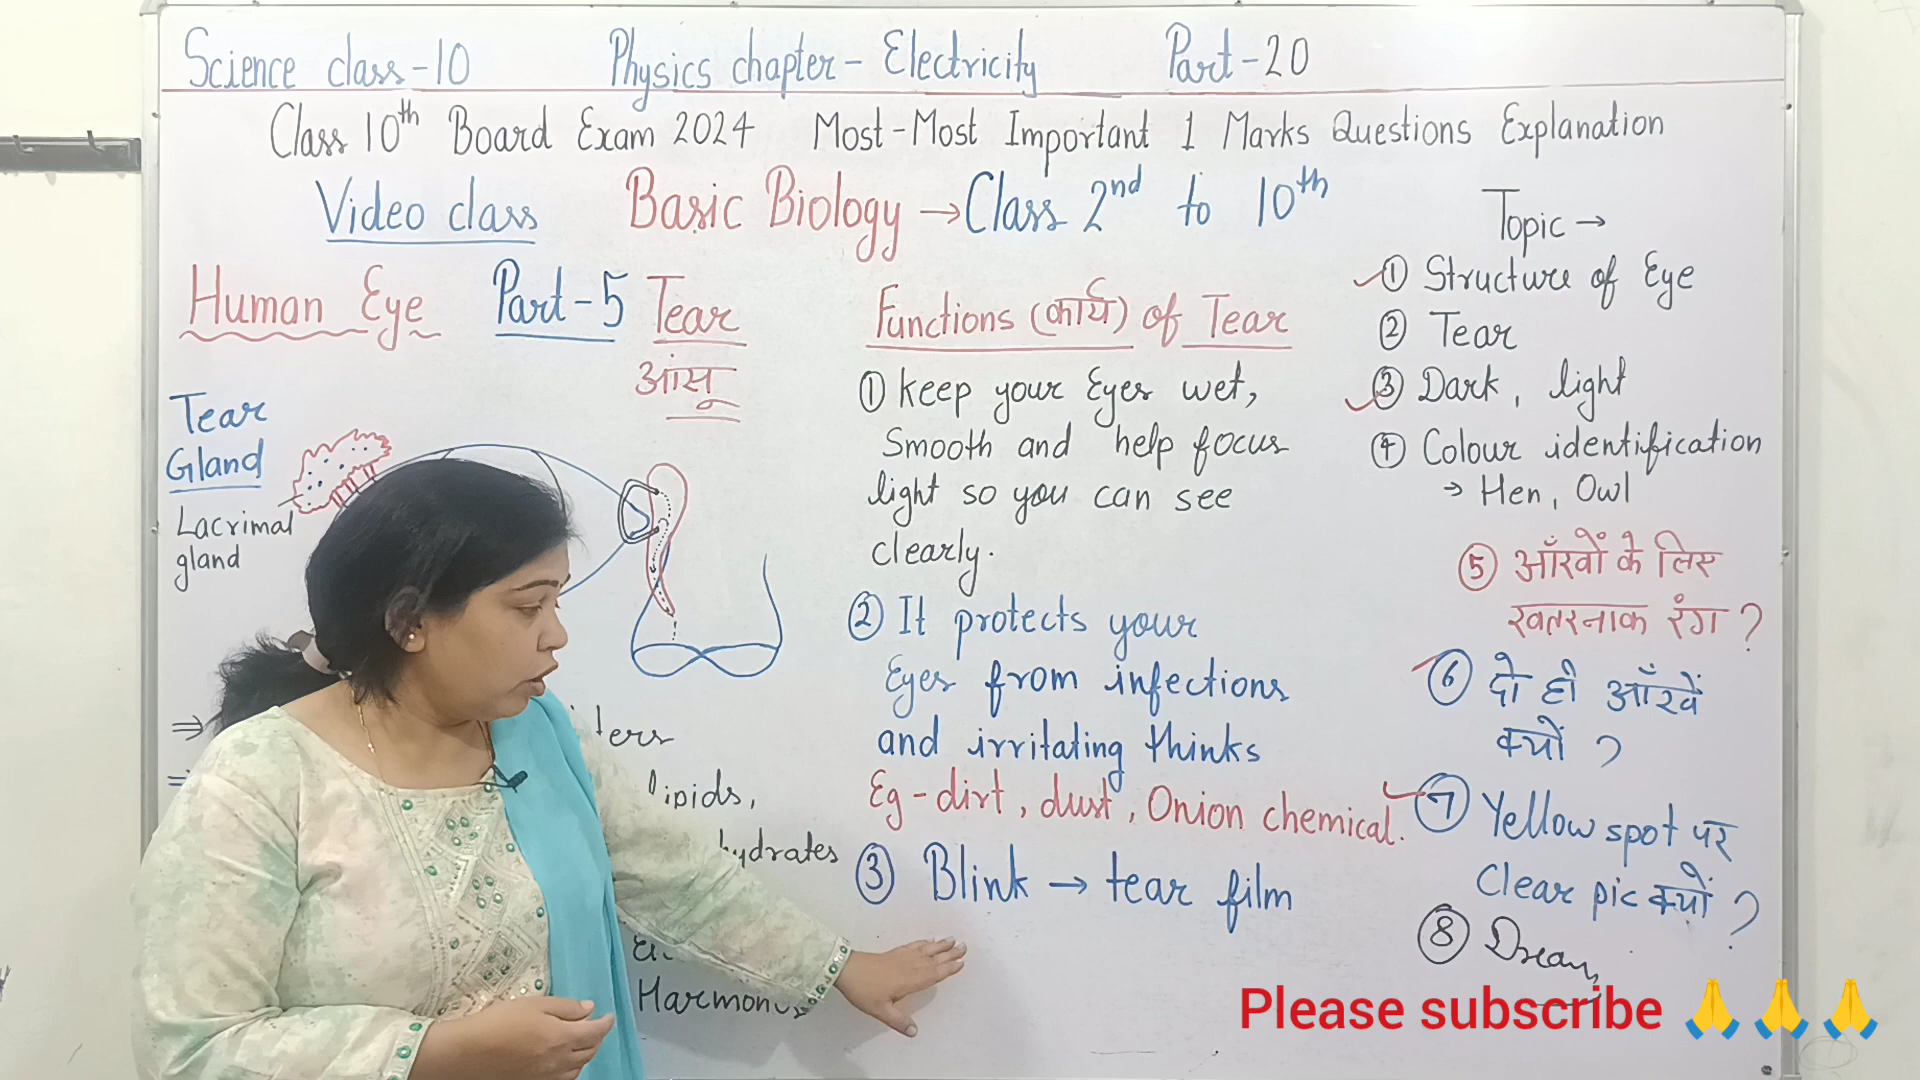 Science class-10 Physics chapter- Electricity Part-20
Class 10th Board Exam 2024 Most-Most Important 1 Marks Questions Explanation
Video class Basic Biology → Class 2nd to 10th
Human Eye Part-5 Tear
आंसू
Tear
Gland
Lacrimal
gland
lipids,
Functions (कार्य) of Tear
① Keep your Eyes wet,
Smooth and help focus
light so you can see
clearly.
② It protects your
Eyes from infections
and irritating thinks
Eg - dirt, dust, Onion chemical.
③ Blink → tear film
Topic →
① Structure of Eye
② Tear
③ Dark, light
④ Colour identification
→ Hen, Owl
⑤ आँखों के लिए
खतरनाक रंग ?
⑥ दो ही आँखें
क्यों ?
⑦ Yellow spot पर
Clear pic क्यों ?
⑧
Please subscribe 🙏 🙏 🙏